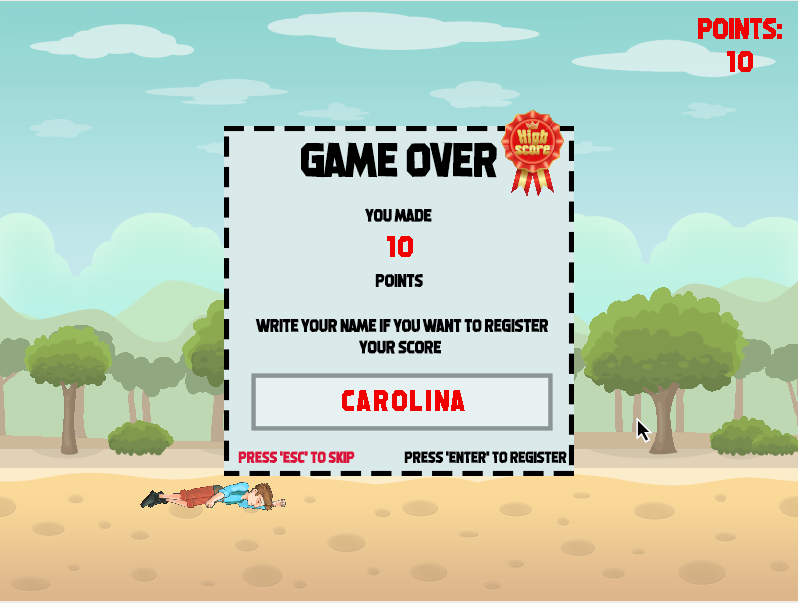 POINTS:
10
High
score
GAME OVER
YOU MADE
10
POINTS
WRITE YOUR NAME IF YOU WANT TO REGISTER
YOUR SCORE
CAROLINA
PRESS 'ESC' TO SKIP
PRESS 'ENTER' TO REGISTER